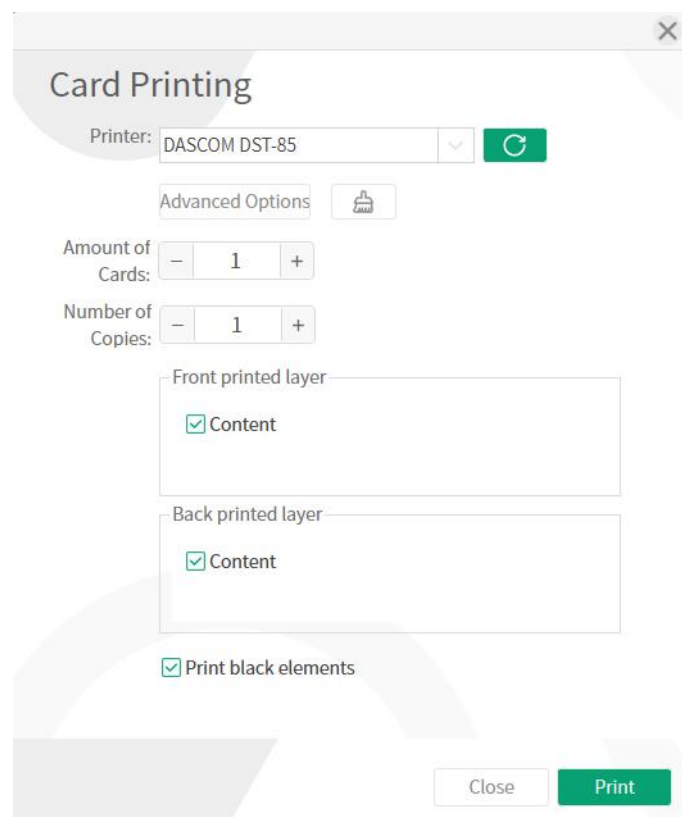 Card Printing
Printer: DASCOM DST-85
Advanced Options
Amount of
Cards: − 1 +
Number of
Copies: − 1 +
Front printed layer
Content
Back printed layer
Content
Print black elements
Close Print